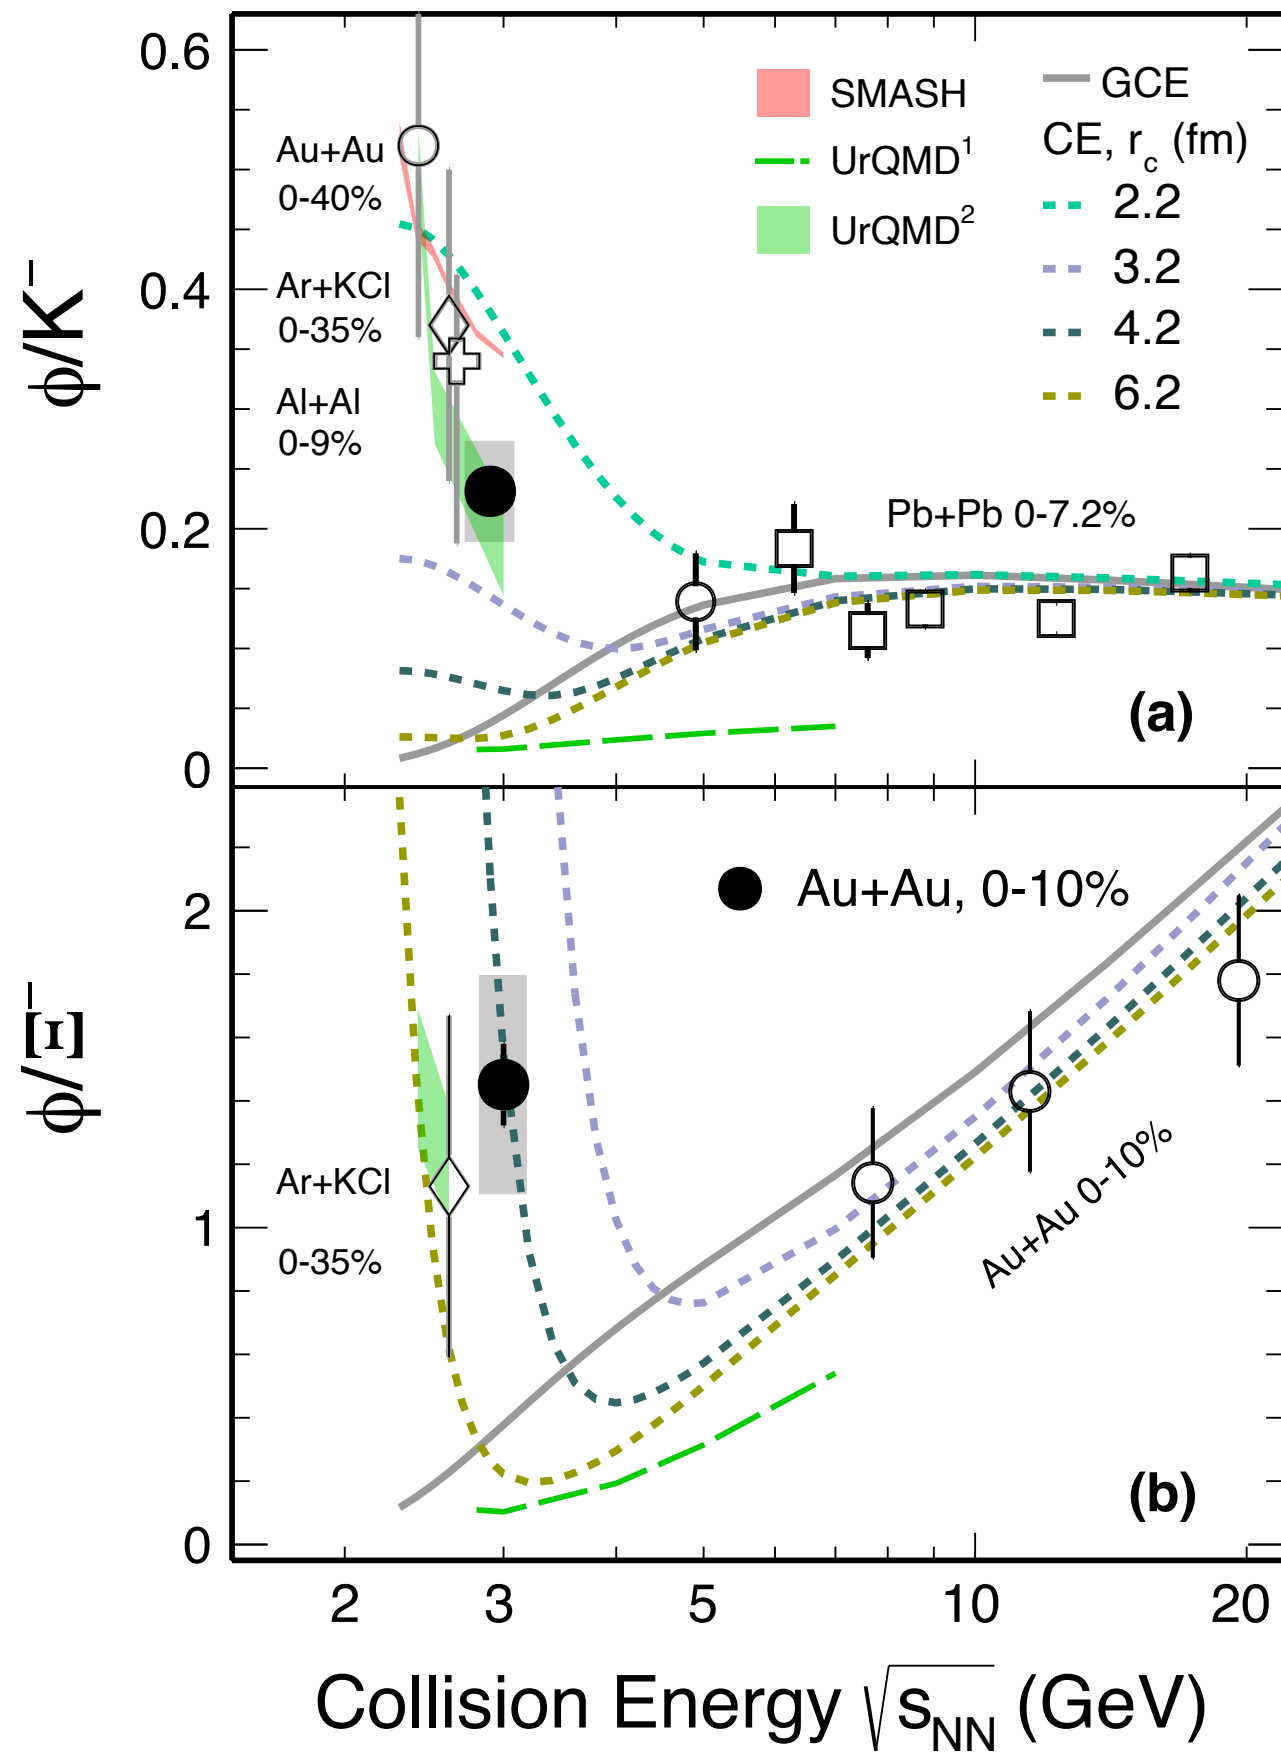 0.6
0.4
0.2
0
ϕ/K⁻
Au+Au
0-40%
Ar+KCl
0-35%
Al+Al
0-9%
SMASH
UrQMD¹
UrQMD²
GCE
CE, r_c (fm)
2.2
3.2
4.2
6.2
Pb+Pb 0-7.2%
(a)
2
1
0
ϕ/Ξ⁻
Au+Au, 0-10%
Ar+KCl
0-35%
Au+Au 0-10%
(b)
2 3 5 10 20
Collision Energy √s_NN (GeV)